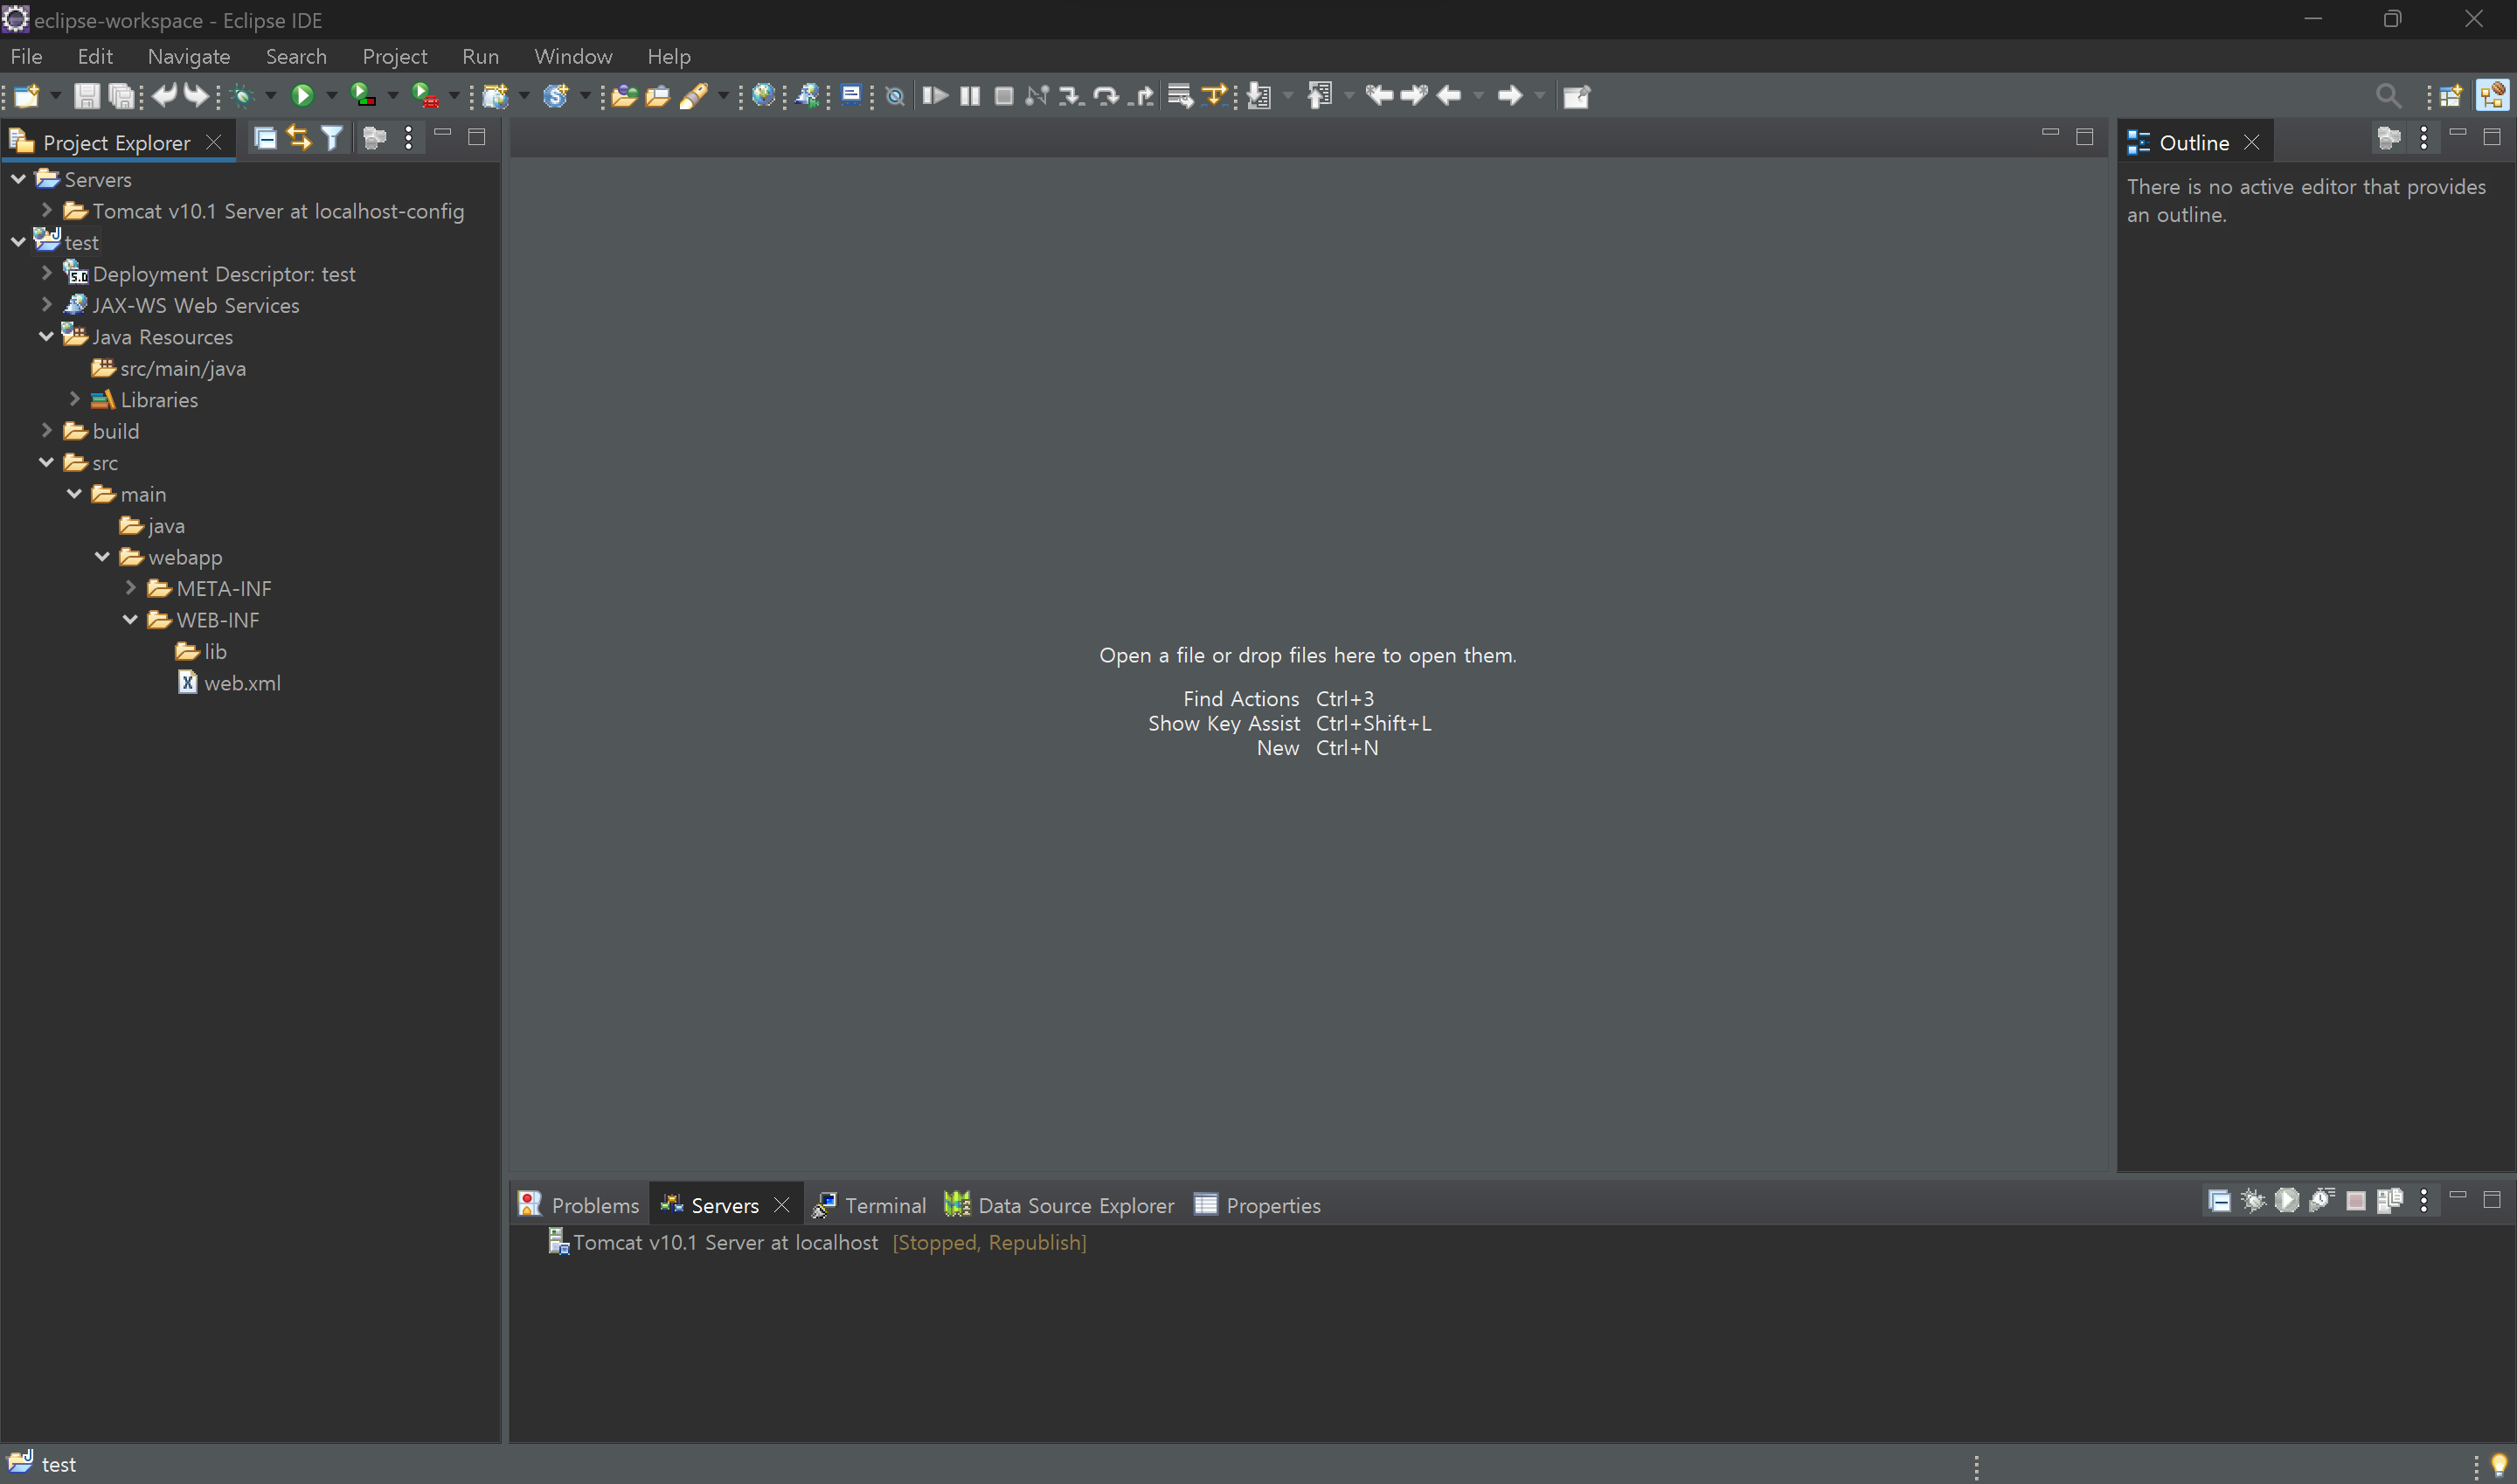 eclipse-workspace - Eclipse IDE
File Edit Navigate Search Project Run Window Help
Project Explorer
Servers
Tomcat v10.1 Server at localhost-config
test
5.0 Deployment Descriptor: test
JAX-WS Web Services
Java Resources
src/main/java
Libraries
build
src
main
java
webapp
META-INF
WEB-INF
lib
web.xml
Open a file or drop files here to open them.
Find Actions Ctrl+3
Show Key Assist Ctrl+Shift+L
New Ctrl+N
Outline
There is no active editor that provides
an outline.
Problems Servers Terminal Data Source Explorer Properties
Tomcat v10.1 Server at localhost [Stopped, Republish]
test